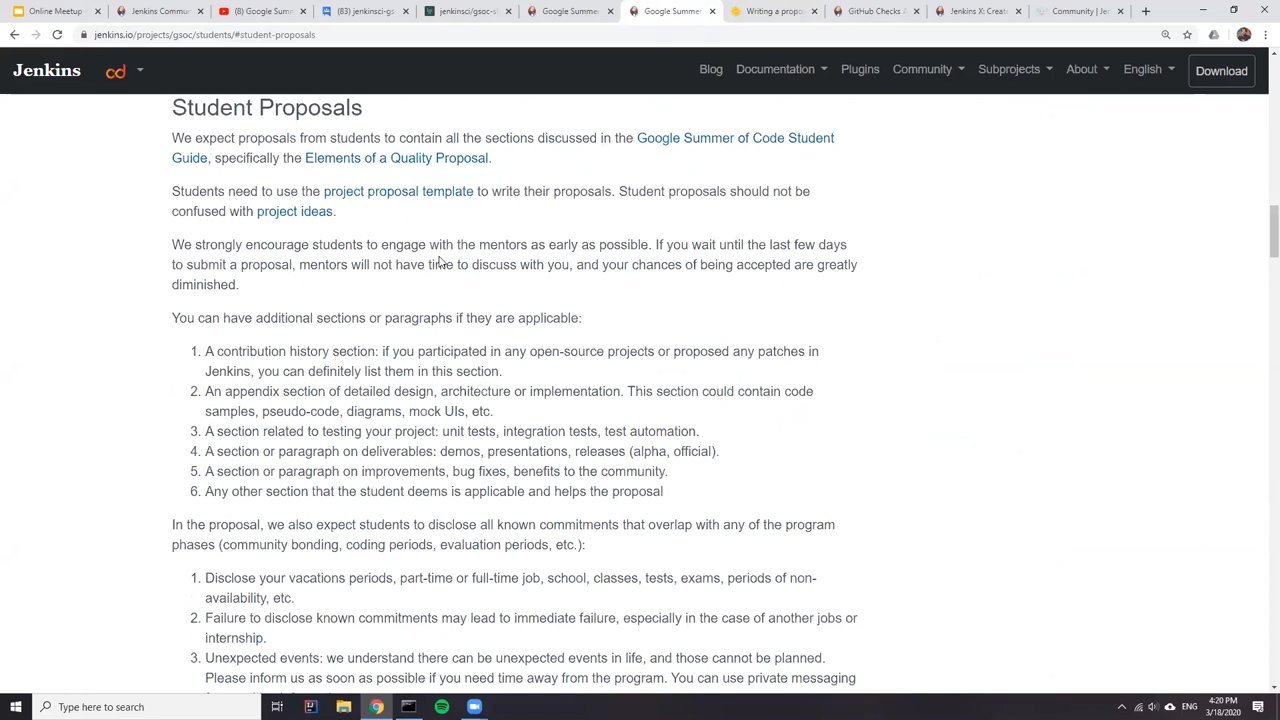 Online Meetup -
Jenkins Commun
(8) Google Summ
(83) jenkinsci-gs
jenkinsci/gsoc-s
Google Summer
Google Summer
Writing a propos
GitHub Checks A
Jenkins X: Creat
Community | Jer
jenkins.io/projects/gsoc/students/#student-proposals
Jenkins
cd
Blog
Documentation
Plugins
Community
Subprojects
About
English
Download
Student Proposals
We expect proposals from students to contain all the sections discussed in the Google Summer of Code Student
Guide, specifically the Elements of a Quality Proposal.
Students need to use the project proposal template to write their proposals. Student proposals should not be
confused with project ideas.
We strongly encourage students to engage with the mentors as early as possible. If you wait until the last few days
to submit a proposal, mentors will not have time to discuss with you, and your chances of being accepted are greatly
diminished.
You can have additional sections or paragraphs if they are applicable:
1. A contribution history section: if you participated in any open-source projects or proposed any patches in
Jenkins, you can definitely list them in this section.
2. An appendix section of detailed design, architecture or implementation. This section could contain code
samples, pseudo-code, diagrams, mock UIs, etc.
3. A section related to testing your project: unit tests, integration tests, test automation.
4. A section or paragraph on deliverables: demos, presentations, releases (alpha, official).
5. A section or paragraph on improvements, bug fixes, benefits to the community.
6. Any other section that the student deems is applicable and helps the proposal
In the proposal, we also expect students to disclose all known commitments that overlap with any of the program
phases (community bonding, coding periods, evaluation periods, etc.):
1. Disclose your vacations periods, part-time or full-time job, school, classes, tests, exams, periods of non-
availability, etc.
2. Failure to disclose known commitments may lead to immediate failure, especially in the case of another jobs or
internship.
3. Unexpected events: we understand there can be unexpected events in life, and those cannot be planned.
Please inform us as soon as possible if you need time away from the program. You can use private messaging
Type here to search
ENG
4:20 PM
3/18/2020